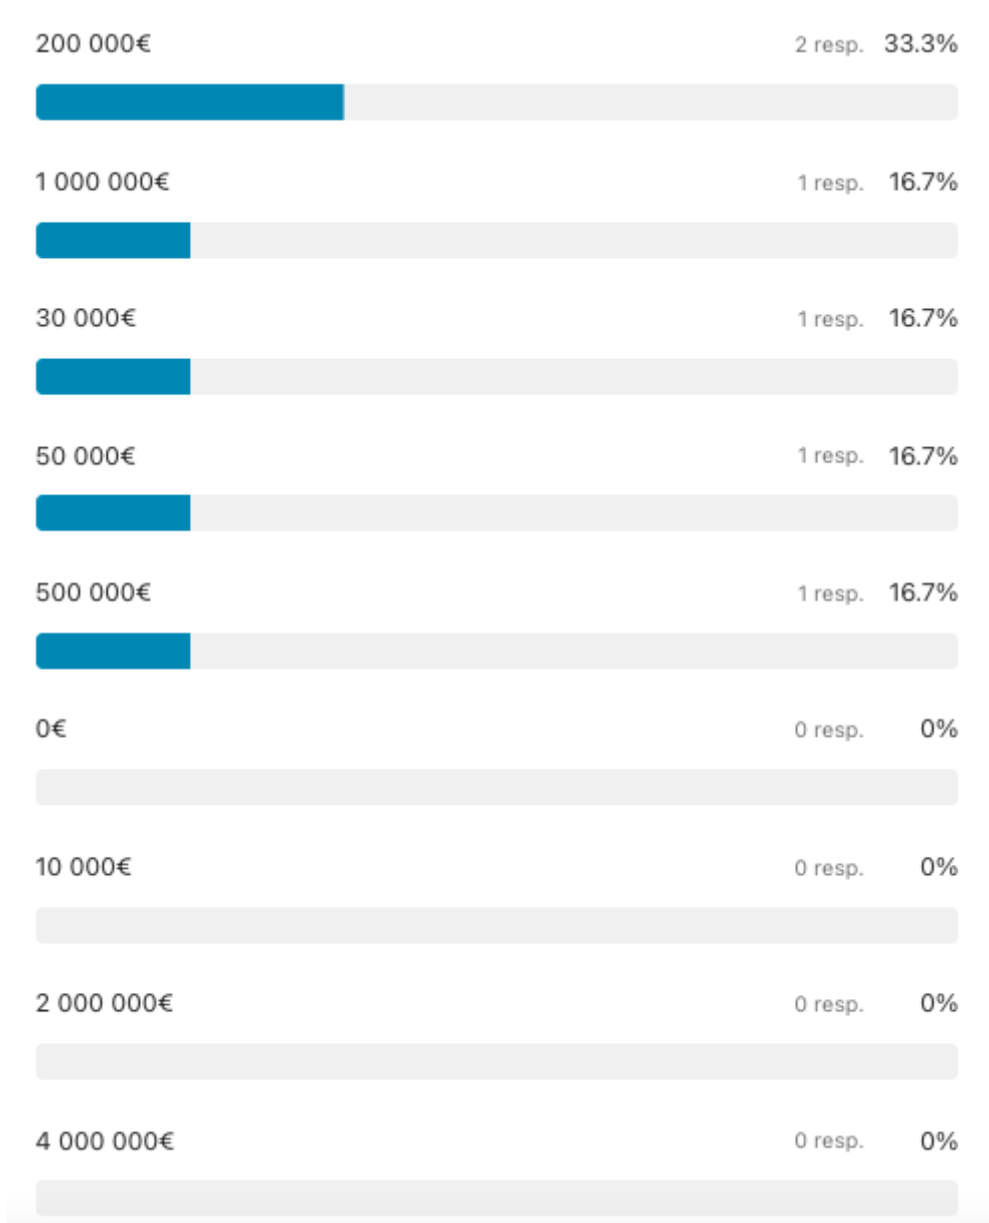 200 000€ 2 resp. 33.3%
1 000 000€ 1 resp. 16.7%
30 000€ 1 resp. 16.7%
50 000€ 1 resp. 16.7%
500 000€ 1 resp. 16.7%
0€ 0 resp. 0%
10 000€ 0 resp. 0%
2 000 000€ 0 resp. 0%
4 000 000€ 0 resp. 0%